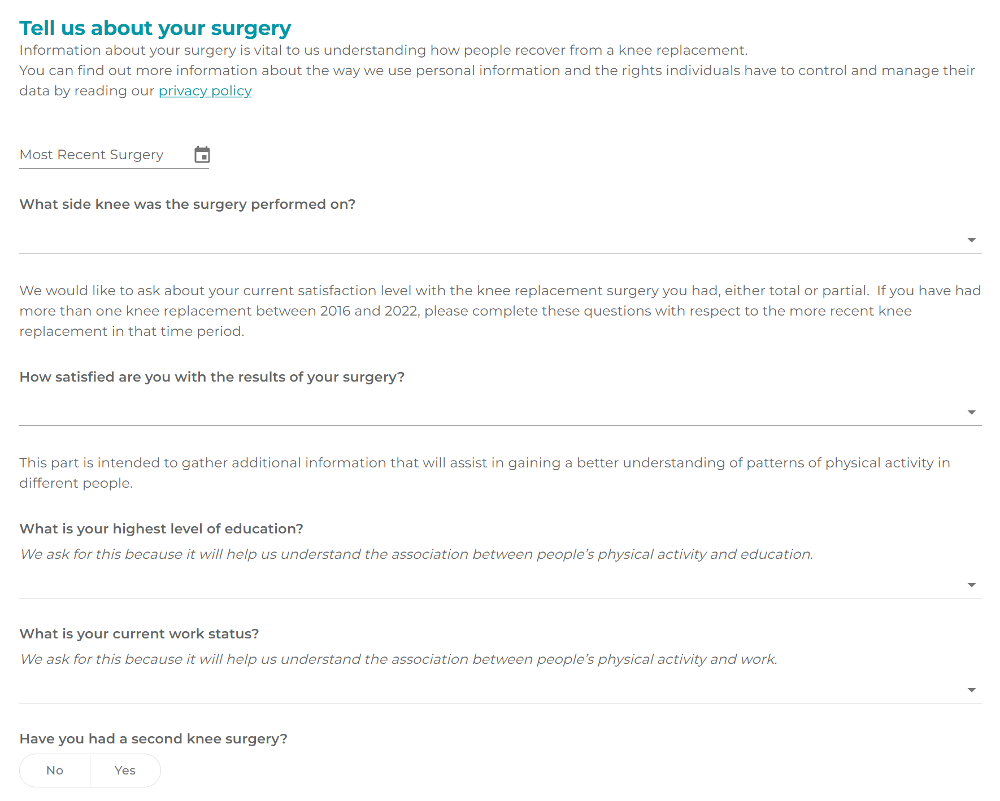 Tell us about your surgery
Information about your surgery is vital to us understanding how people recover from a knee replacement.
You can find out more information about the way we use personal information and the rights individuals have to control and manage their
data by reading our privacy policy
Most Recent Surgery
What side knee was the surgery performed on?
We would like to ask about your current satisfaction level with the knee replacement surgery you had, either total or partial.  If you have had
more than one knee replacement between 2016 and 2022, please complete these questions with respect to the more recent knee
replacement in that time period.
How satisfied are you with the results of your surgery?
This part is intended to gather additional information that will assist in gaining a better understanding of patterns of physical activity in
different people.
What is your highest level of education?
We ask for this because it will help us understand the association between people’s physical activity and education.
What is your current work status?
We ask for this because it will help us understand the association between people’s physical activity and work.
Have you had a second knee surgery?
No Yes